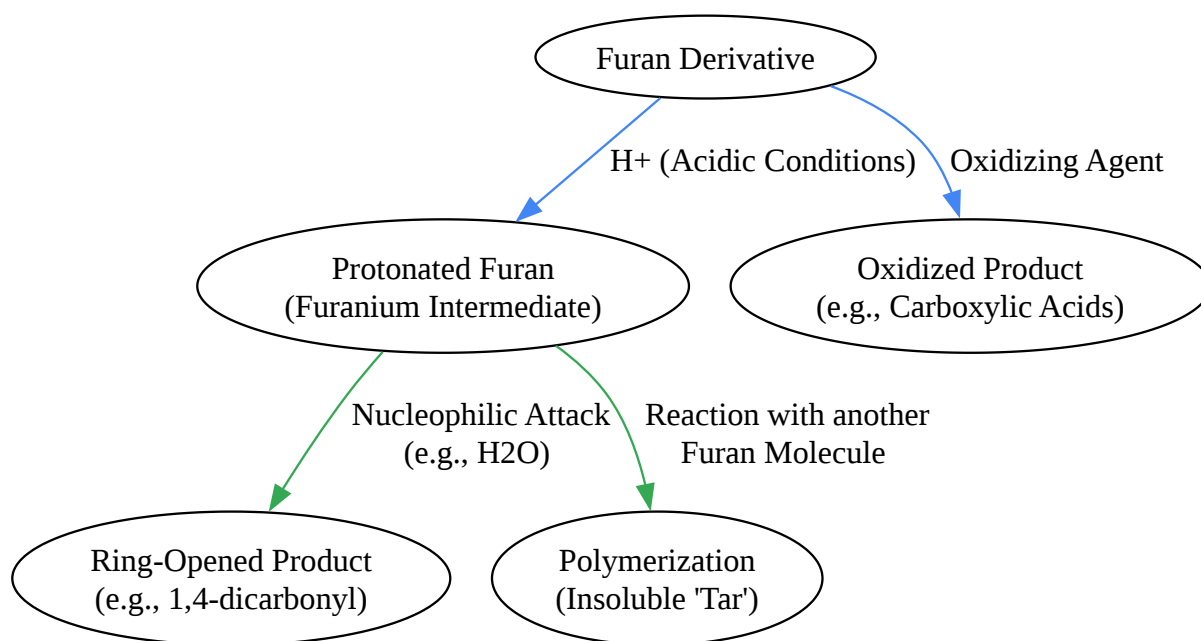 Furan Derivative
H+ (Acidic Conditions)
Oxidizing Agent
Protonated Furan
(Furanium Intermediate)
Oxidized Product
(e.g., Carboxylic Acids)
Nucleophilic Attack
(e.g., H2O)
Reaction with another
Furan Molecule
Ring-Opened Product
(e.g., 1,4-dicarbonyl)
Polymerization
(Insoluble 'Tar')